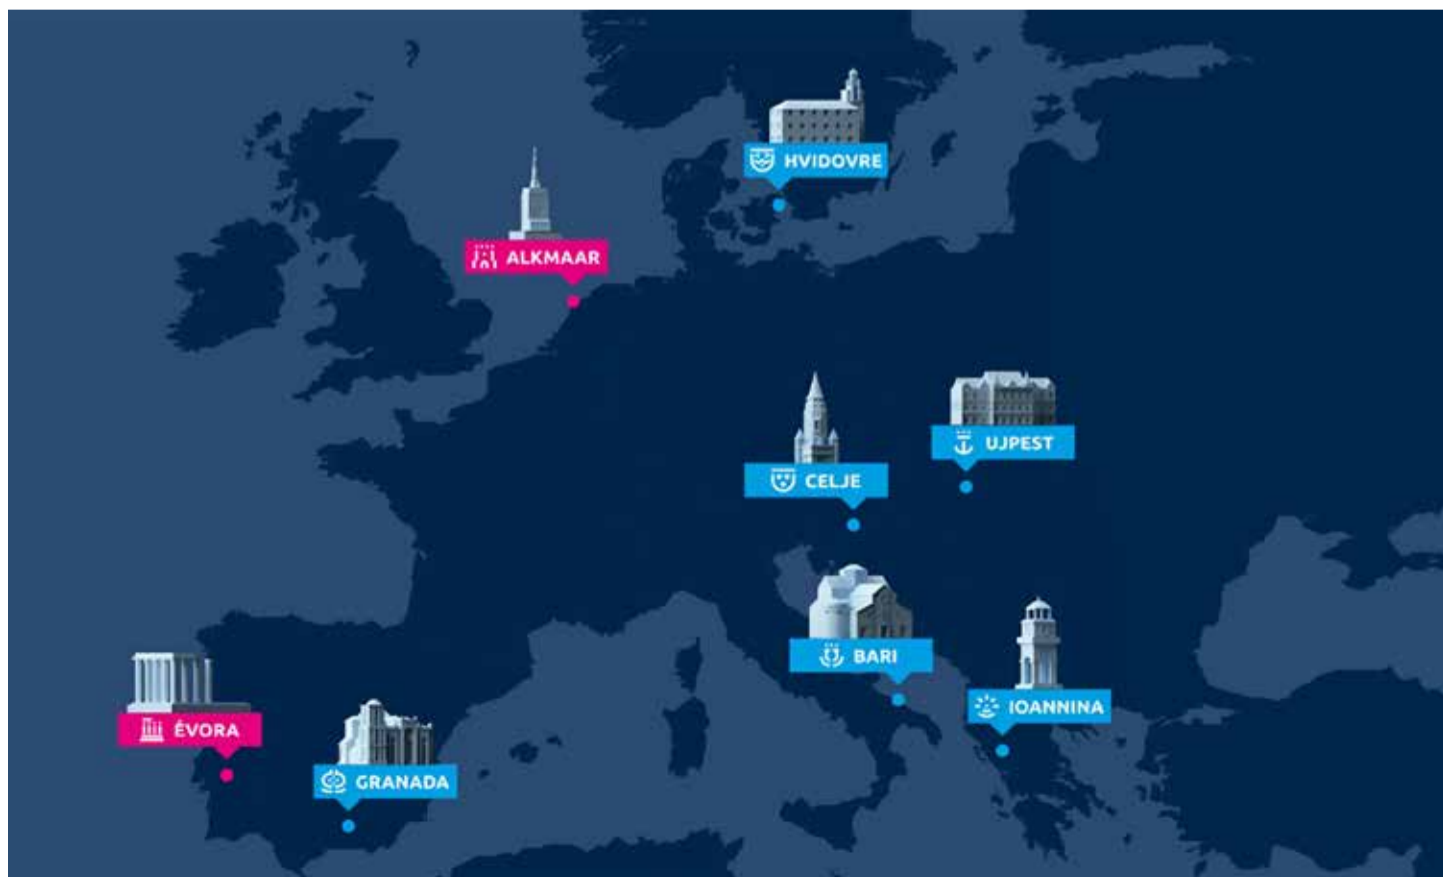 HVIDOVRE
ALKMAAR
UJPEST
CELJE
BARI
IOANNINA
ÉVORA
GRANADA